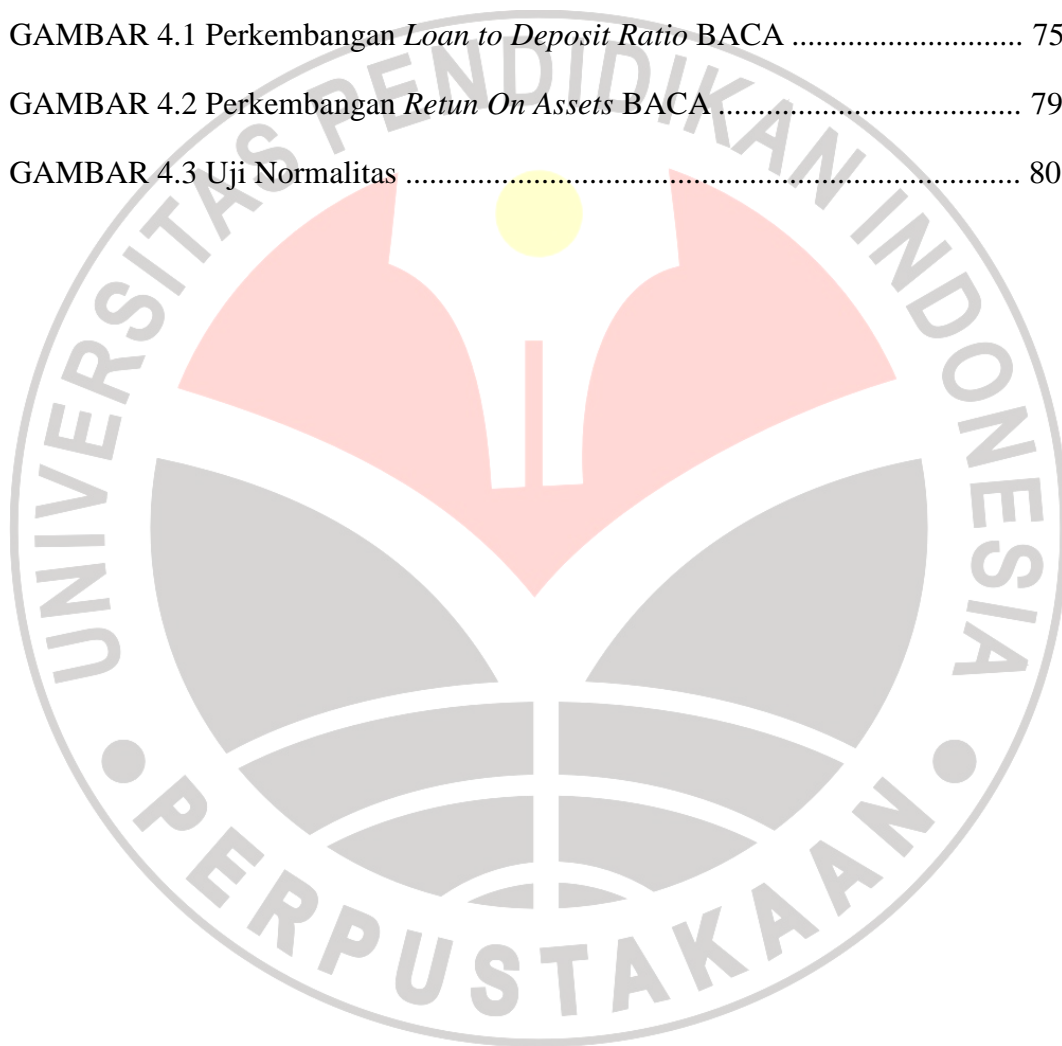 GAMBAR 4.1 Perkembangan Loan to Deposit Ratio BACA ............................. 75
GAMBAR 4.2 Perkembangan Retun On Assets BACA ...................................... 79
GAMBAR 4.3 Uji Normalitas ............................................................................. 80
UNIVERSITAS PENDIDIKAN INDONESIA
PERPUSTAKAAN